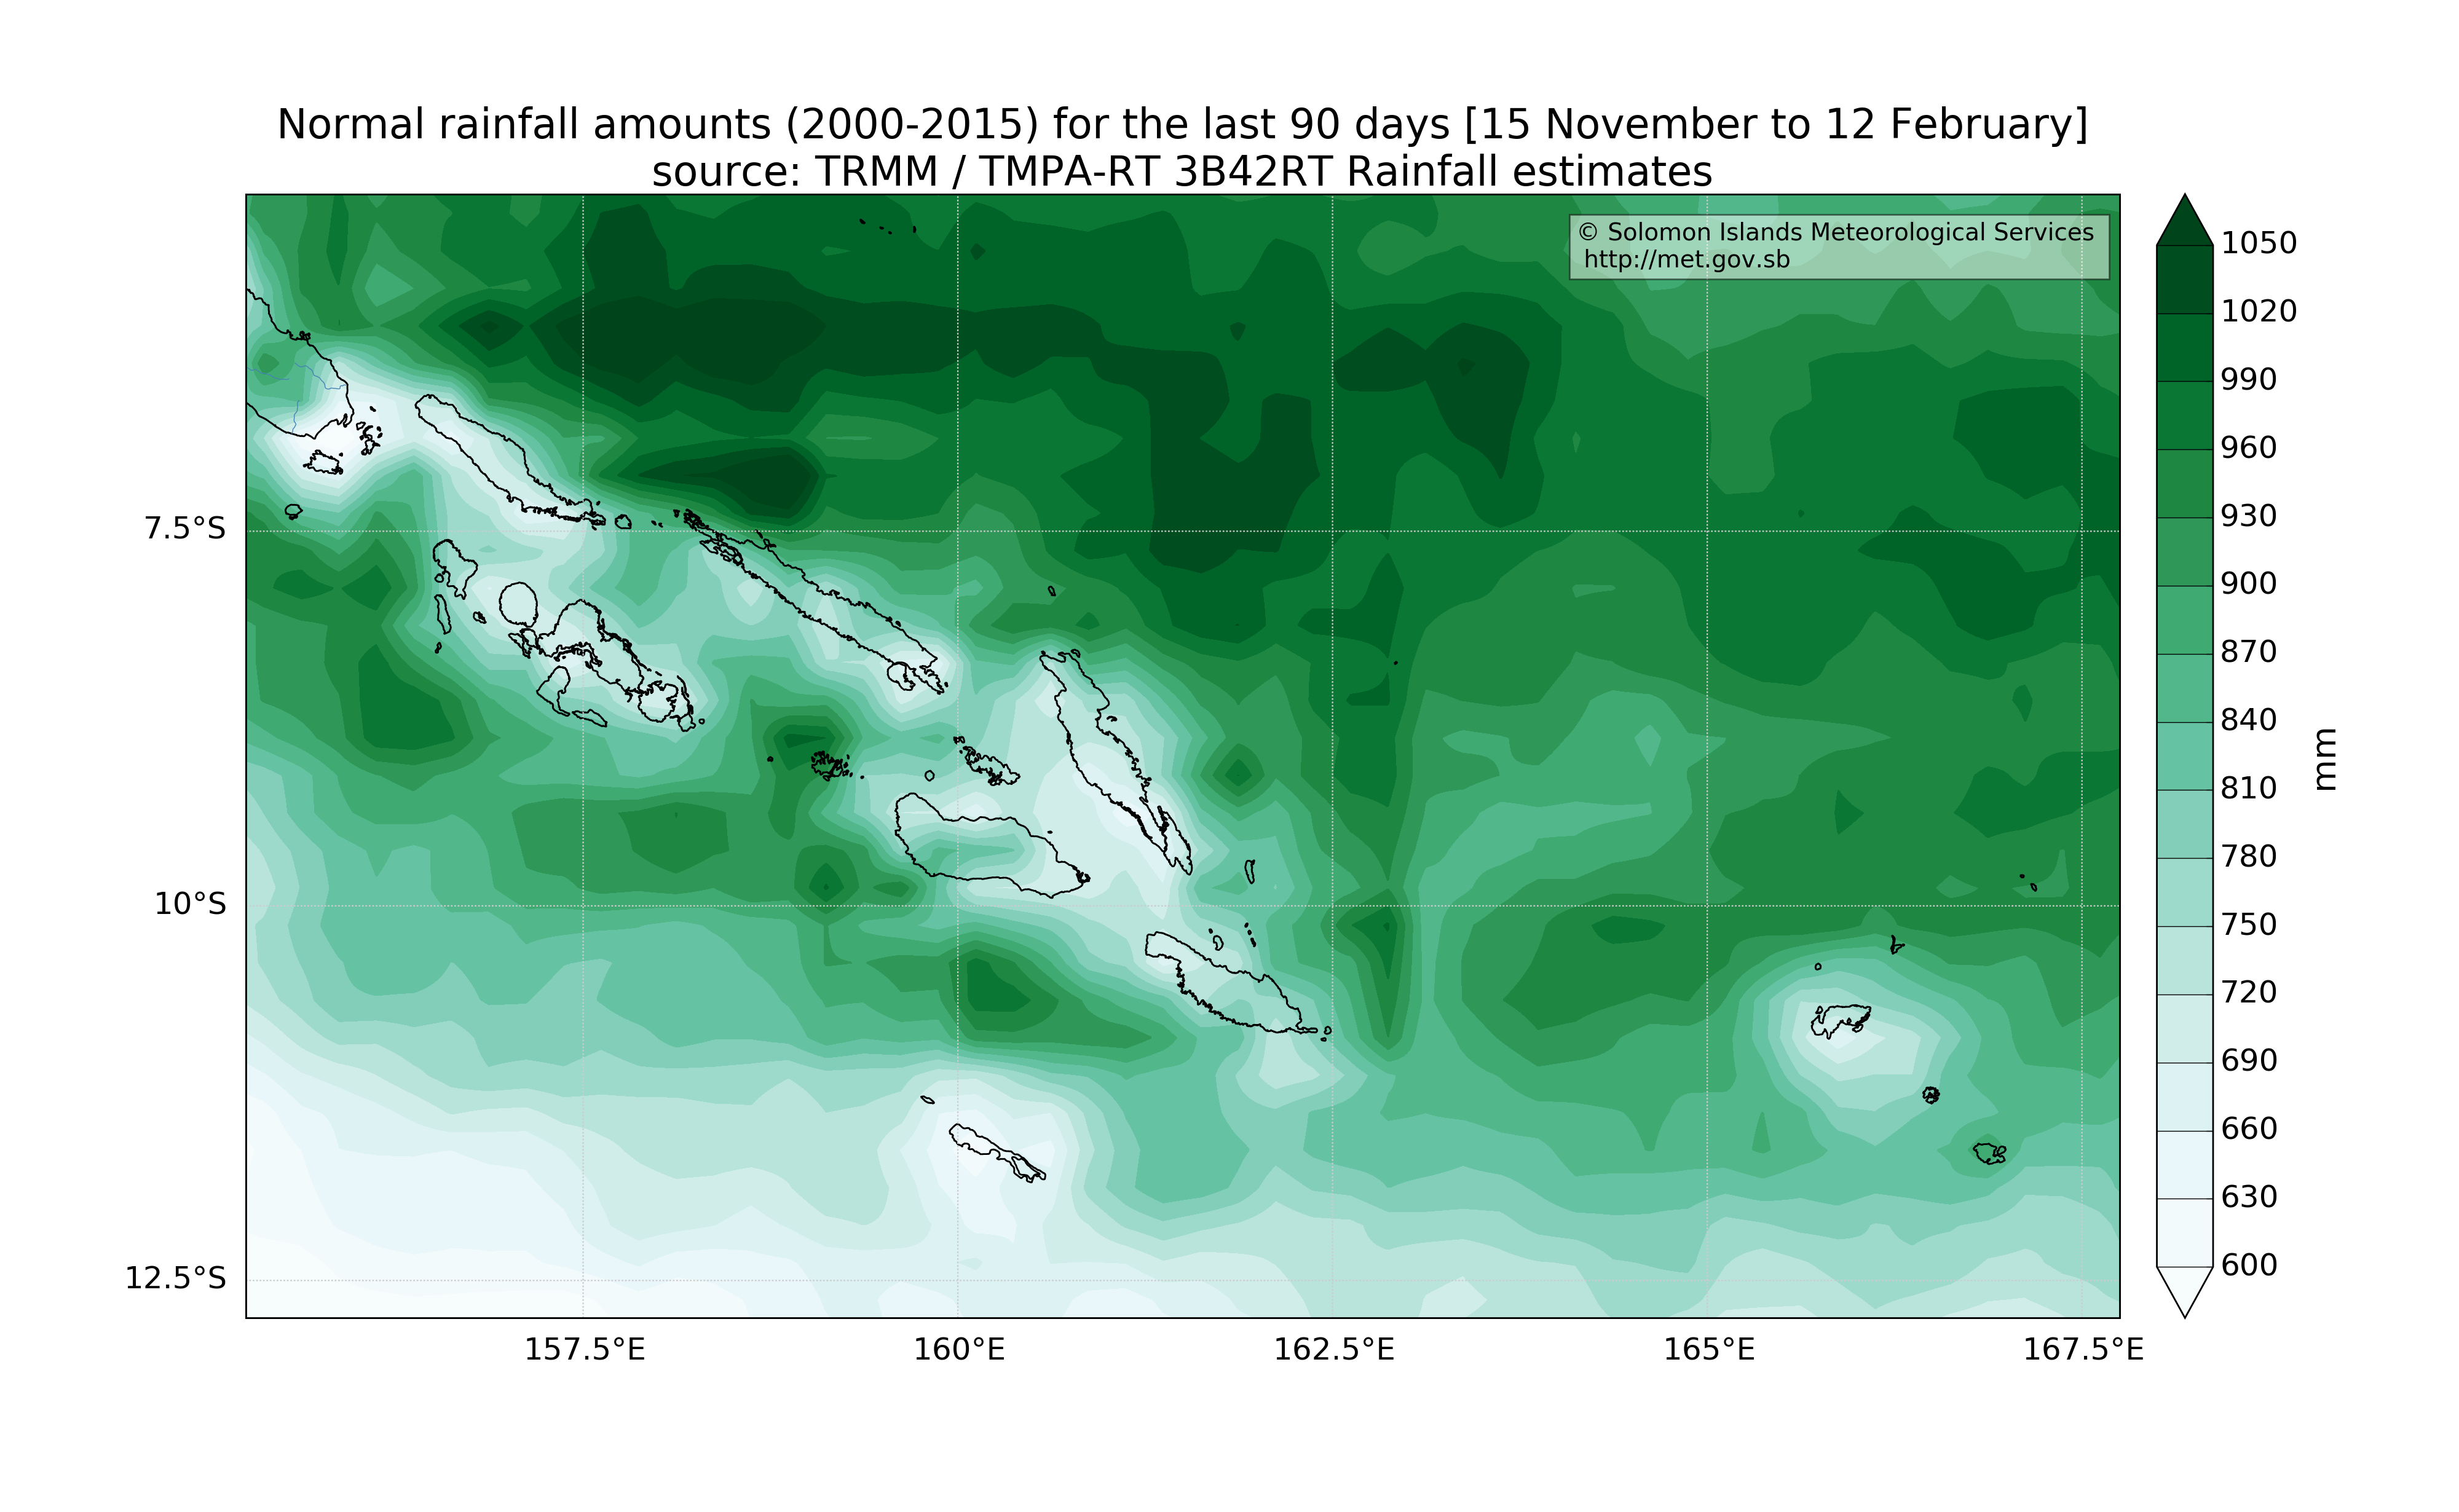 Normal rainfall amounts (2000-2015) for the last 90 days [15 November to 12 February]
source: TRMM / TMPA-RT 3B42RT Rainfall estimates
© Solomon Islands Meteorological Services
http://met.gov.sb
7.5°S
10°S
12.5°S
157.5°E
160°E
162.5°E
165°E
167.5°E
1050
1020
990
960
930
900
870
840
810
780
750
720
690
660
630
600
mm